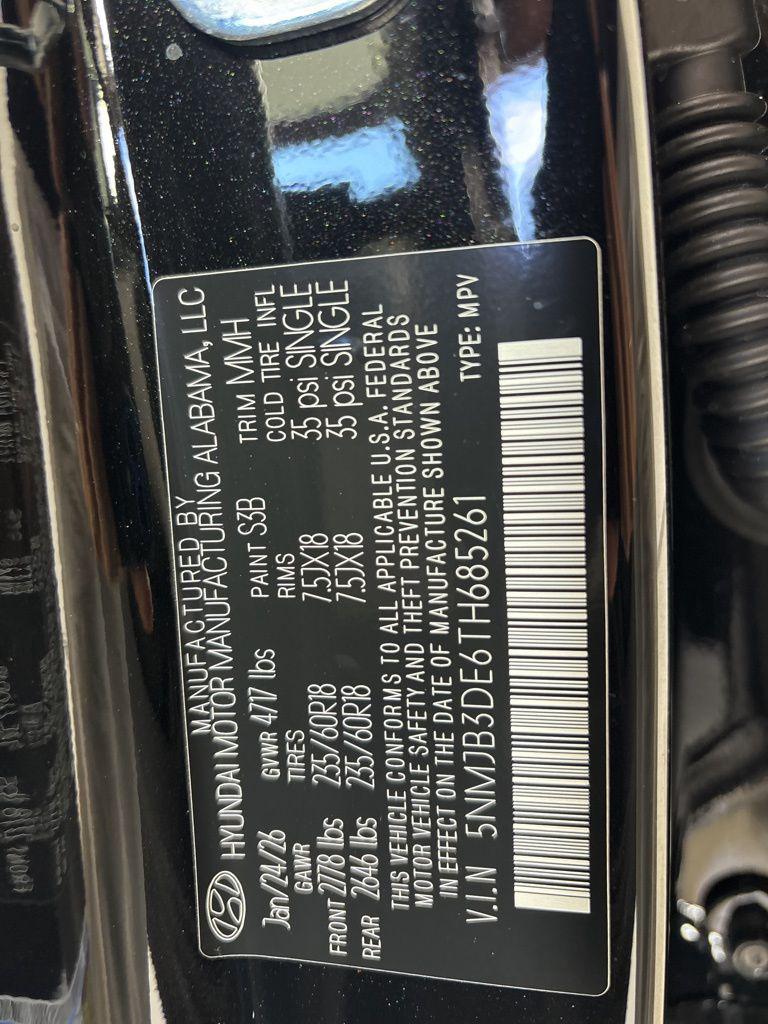 MANUFACTURED BY
HYUNDAI MOTOR MANUFACTURING ALABAMA, LLC
Jan/24/26 GVWR 4717 lbs PAINT S3B TRIM MMH
GAWR TIRES RIMS COLD TIRE INFL
FRONT 2778 lbs 235/60R18 7.5JX18 35 psi SINGLE
REAR 2646 lbs 235/60R18 7.5JX18 35 psi SINGLE
THIS VEHICLE CONFORMS TO ALL APPLICABLE U.S.A. FEDERAL
MOTOR VEHICLE SAFETY AND THEFT PREVENTION STANDARDS
IN EFFECT ON THE DATE OF MANUFACTURE SHOWN ABOVE
V.I.N 5NMJB3DE6TH685261 TYPE: MPV